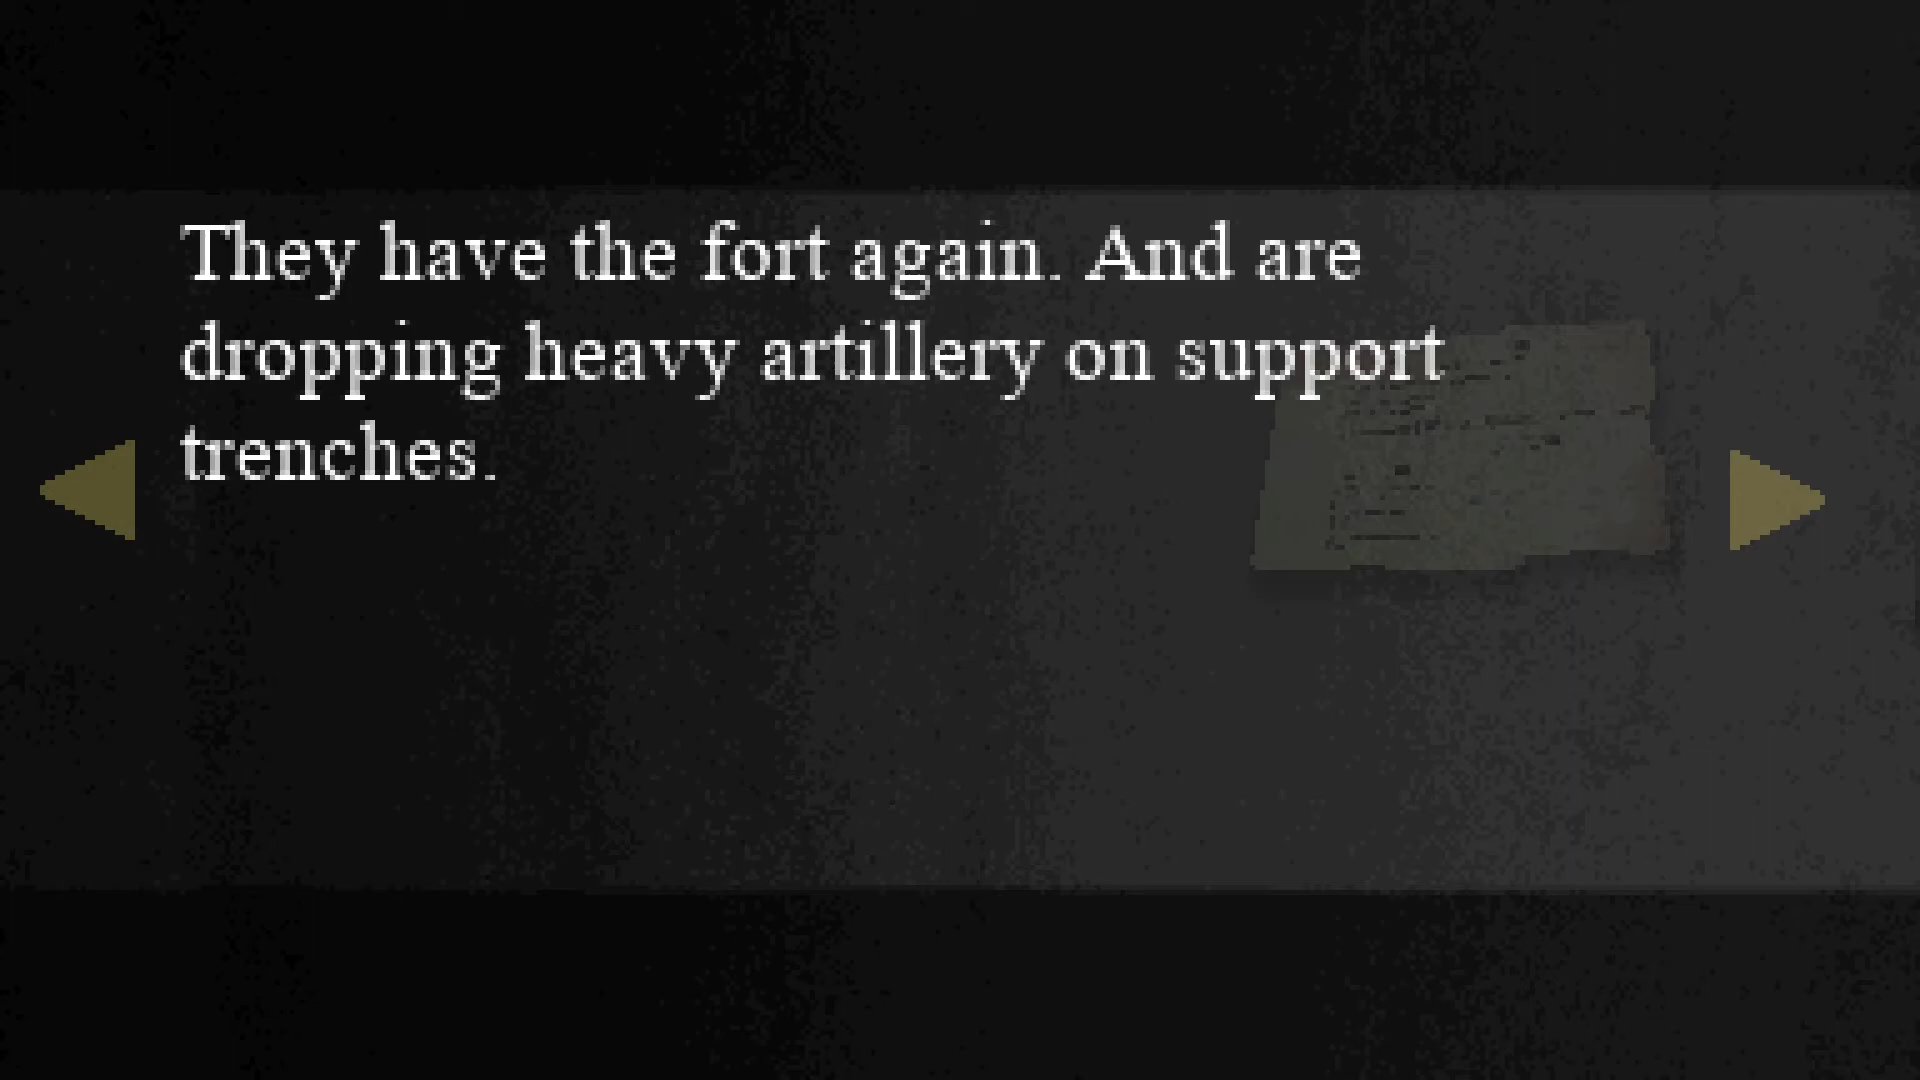 They have the fort again. And are
dropping heavy artillery on support
trenches.